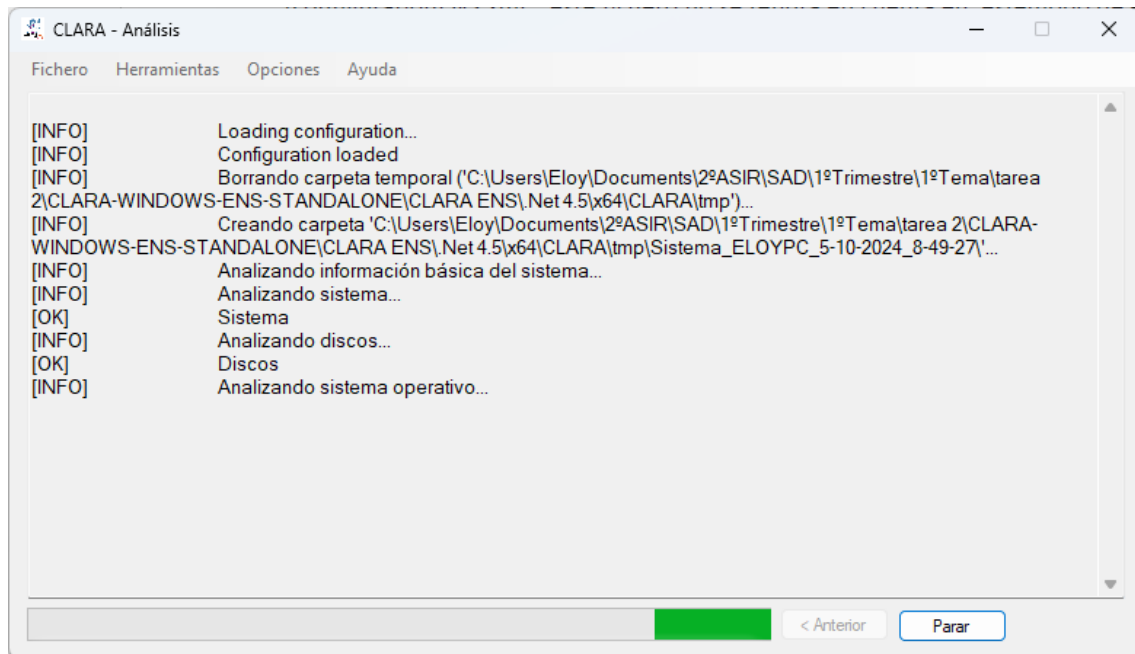 CLARA - Análisis
Fichero Herramientas Opciones Ayuda
[INFO] Loading configuration...
[INFO] Configuration loaded
[INFO] Borrando carpeta temporal ('C:\Users\Eloy\Documents\2ºASIR\SAD\1ºTrimestre\1ºTema\tarea
2\CLARA-WINDOWS-ENS-STANDALONE\CLARA ENS\.Net 4.5\x64\CLARA\tmp')...
[INFO] Creando carpeta 'C:\Users\Eloy\Documents\2ºASIR\SAD\1ºTrimestre\1ºTema\tarea 2\CLARA-
WINDOWS-ENS-STANDALONE\CLARA ENS\.Net 4.5\x64\CLARA\tmp\Sistema_ELOYPC_5-10-2024_8-49-27\'...
[INFO] Analizando información básica del sistema...
[INFO] Analizando sistema...
[OK] Sistema
[INFO] Analizando discos...
[OK] Discos
[INFO] Analizando sistema operativo...
< Anterior Parar